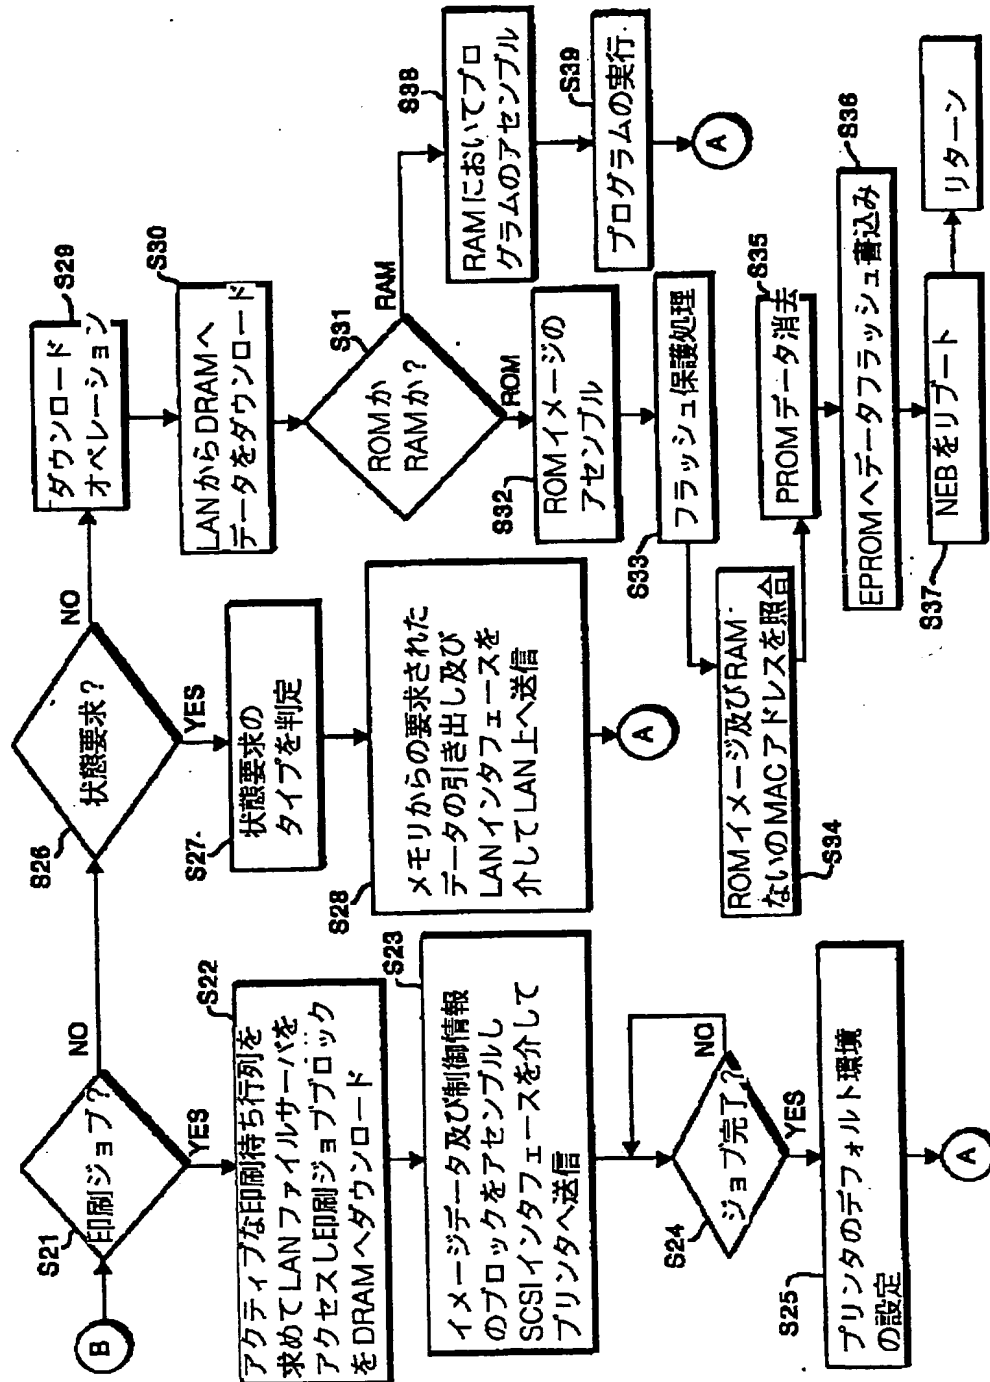 B
S21
印刷ジョブ?
NO
YES
S22
アクティブな印刷待ち行列を
求めてLANファイルサーバを
アクセスし印刷ジョブブロック
をDRAMへダウンロード
S23
イメージデータ及び制御情報
のブロックをアセンブルし
SCSIインタフェースを介して
プリンタへ送信
S24
ジョブ完了?
NO
YES
S25
プリンタのデフォルト環境
の設定
A
S26
状態要求?
NO
YES
S27
状態要求の
タイプを判定
S28
メモリからの要求された
データの引き出し及び
LANインタフェースを
介してLAN上へ送信
A
S29
ダウンロード
オペレーション
S30
LANからDRAMへ
データをダウンロード
S31
ROMか
RAMか?
RAM
ROM
S32
ROMイメージの
アセンブル
S33
フラッシュ保護処理
S34
ROMイメージ及びRAM
ないのMACアドレスを照合
S35
PROMデータ消去
S36
EPROMへデータフラッシュ書込み
S37
NEBをリブート
リターン
S38
RAMにおいてプロ
グラムのアセンブル
S39
プログラムの実行
A